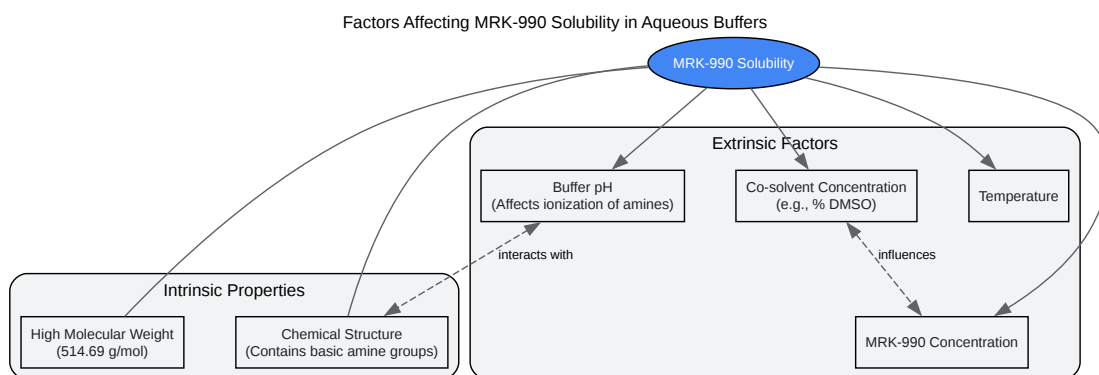 Factors Affecting MRK-990 Solubility in Aqueous Buffers
MRK-990 Solubility
Extrinsic Factors
Buffer pH
(Affects ionization of amines)
Co-solvent Concentration
(e.g., % DMSO)
Temperature
interacts with
influences
Intrinsic Properties
High Molecular Weight
(514.69 g/mol)
Chemical Structure
(Contains basic amine groups)
MRK-990 Concentration